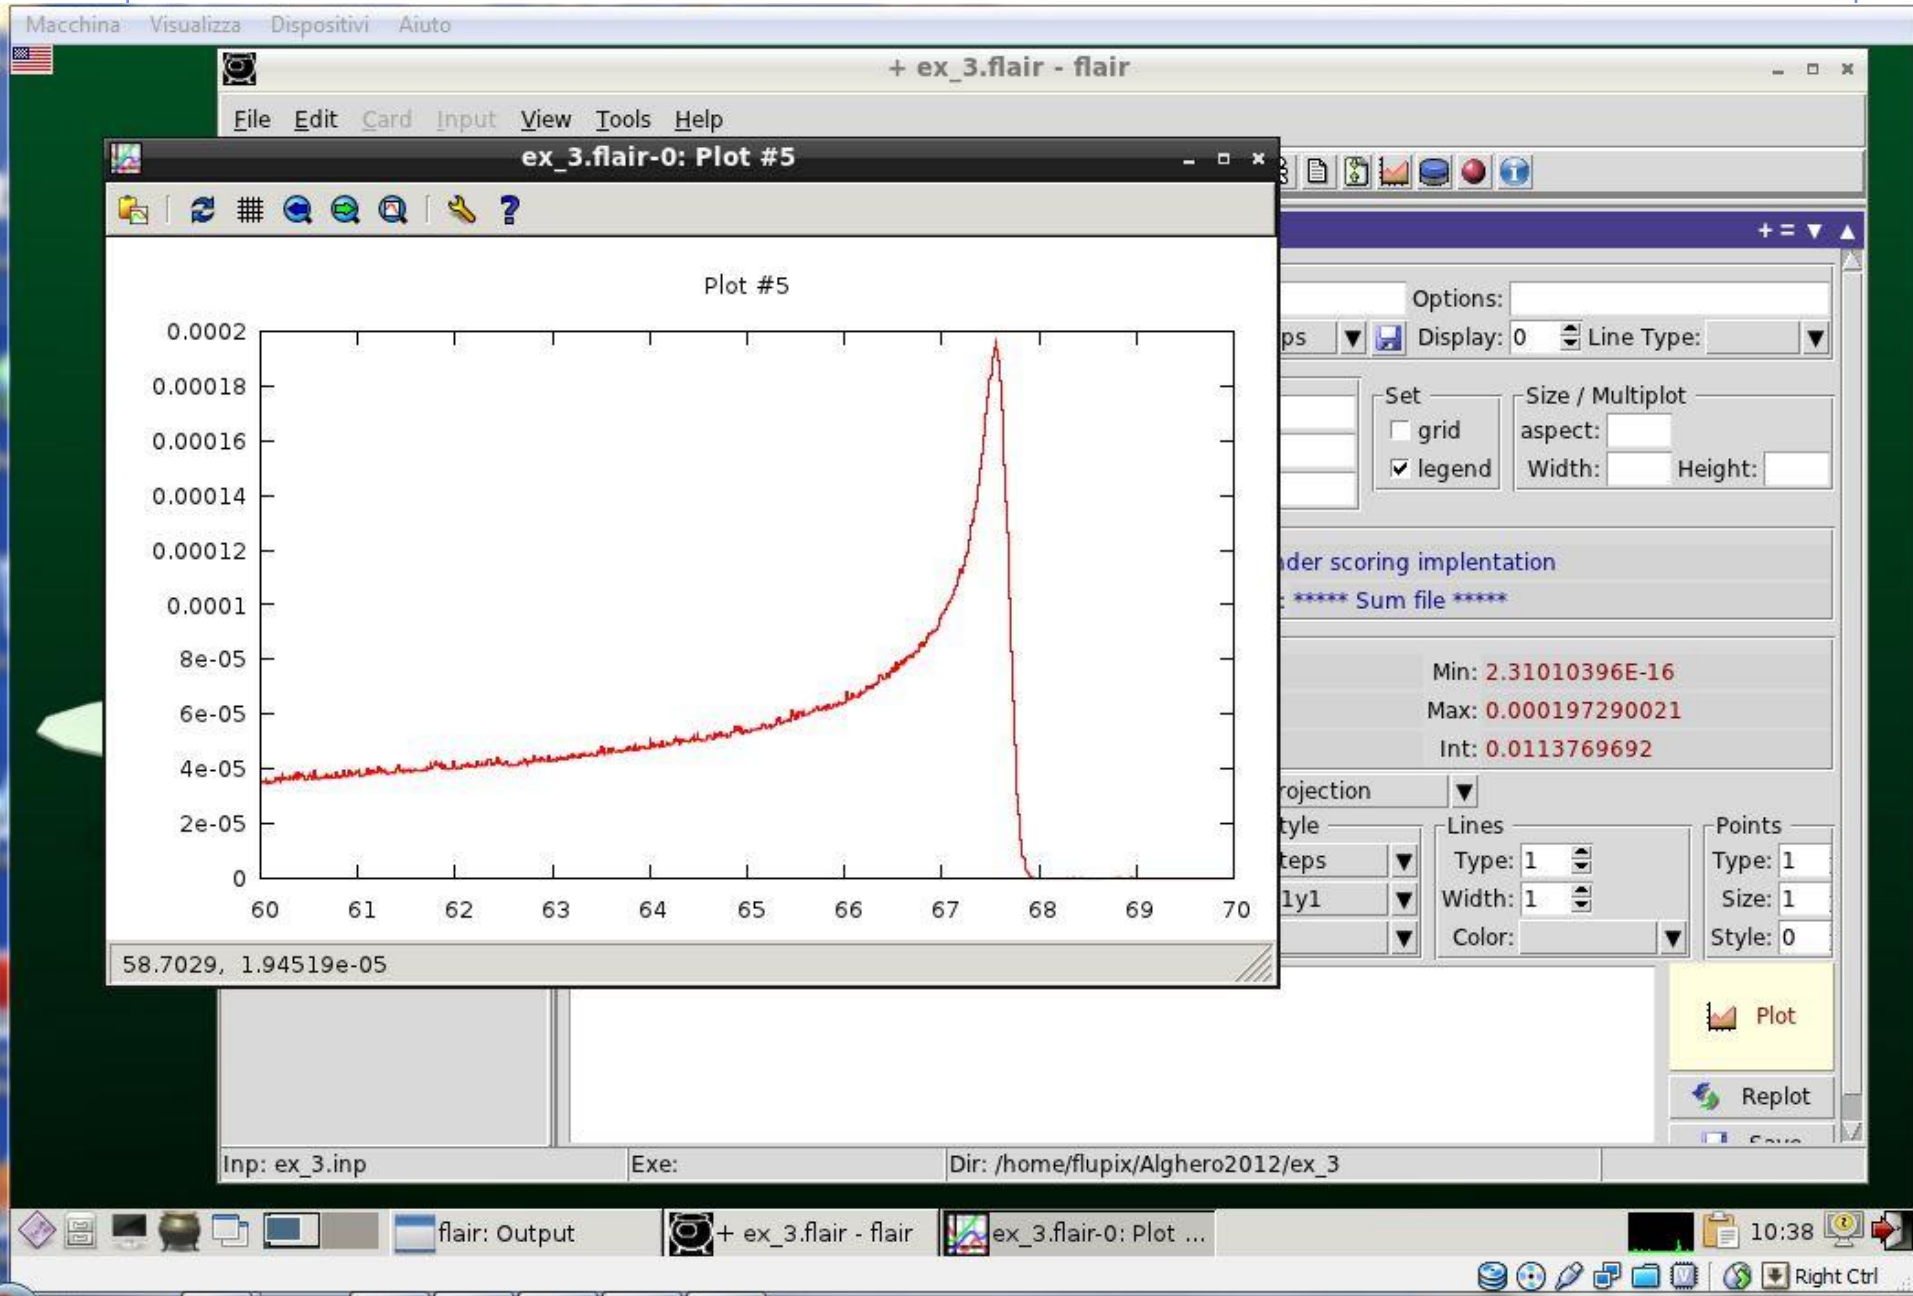 Macchina Visualizza Dispositivi Aiuto
+ ex_3.flair - flair
File Edit Card Input View Tools Help
ex_3.flair-0: Plot #5
+ =
Plot #5
0.0002
0.00018
0.00016
0.00014
0.00012
0.0001
8e-05
6e-05
4e-05
2e-05
0
60 61 62 63 64 65 66 67 68 69 70
58.7029, 1.94519e-05
Options:
ps Display: 0 Line Type:
Set Size / Multiplot
grid aspect:
legend Width: Height:
der scoring implentation
: ***** Sum file *****
Min: 2.31010396E-16
Max: 0.000197290021
Int: 0.0113769692
rojection
tyle Lines Points
teps Type: 1 Type: 1
1y1 Width: 1 Size: 1
Color: Style: 0
Plot
Replot
Save
Inp: ex_3.inp Exe: Dir: /home/flupix/Alghero2012/ex_3
flair: Output + ex_3.flair - flair ex_3.flair-0: Plot ... 10:38
Right Ctrl